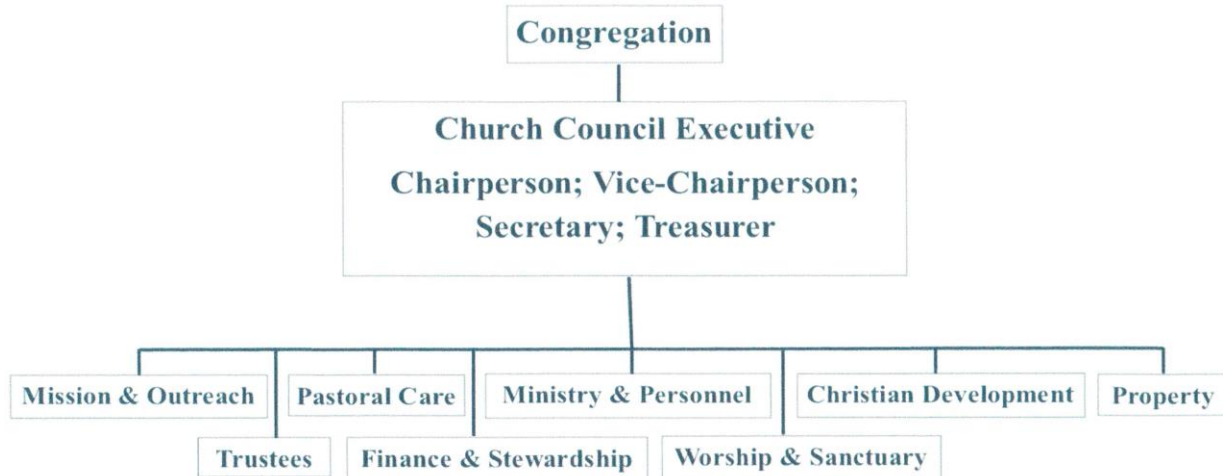 Congregation
Church Council Executive
Chairperson; Vice-Chairperson;
Secretary; Treasurer
Mission & Outreach
Pastoral Care
Ministry & Personnel
Christian Development
Property
Trustees
Finance & Stewardship
Worship & Sanctuary